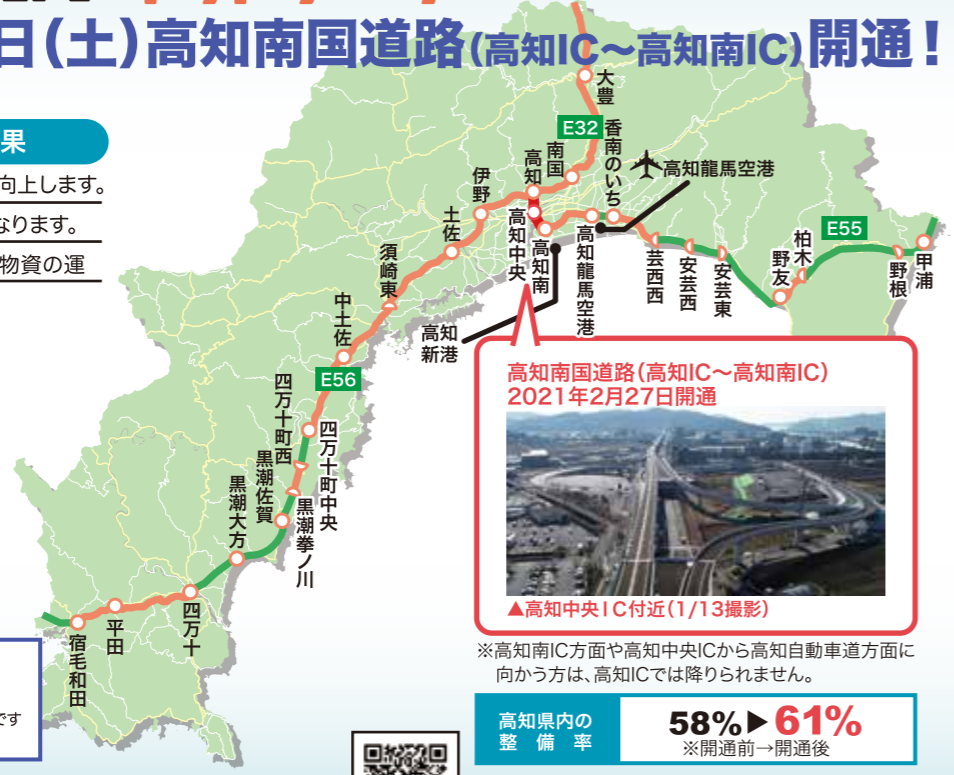 日(土)高知南国道路(高知IC～高知南IC)開通！
果
向上します。
なります。
物資の運
大豊
E32
香南のいち
南国
高知
高知龍馬空港
伊野
土佐
須崎東
中土佐
高知中央
高知南
高知龍馬空港
高知
新港
芸西西
安芸西
安芸東
野友
柏木
E55
野根
甲浦
E56
四万十町西
四万十町中央
黒潮佐賀
黒潮拳ノ川
黒潮大方
四万十
平田
宿毛和田
高知南国道路(高知IC～高知南IC)
2021年2月27日開通
▲高知中央IC付近(1/13撮影)
※高知南IC方面や高知中央ICから高知自動車道方面に
向かう方は、高知ICでは降りられません。
高知県内の
整備率
58%▶61%
※開通前→開通後
です